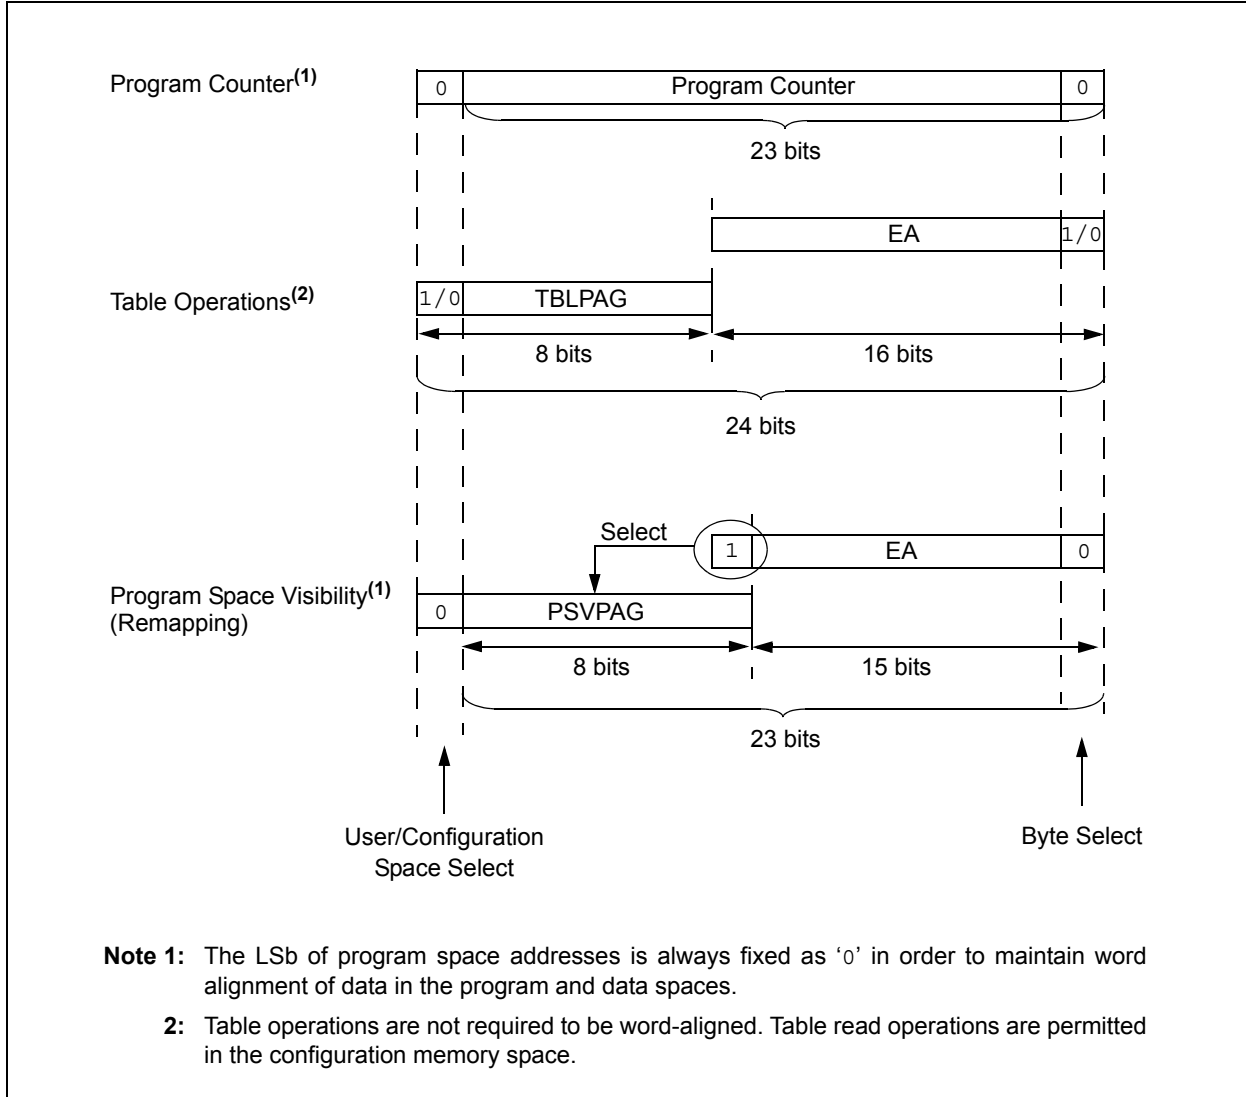 Program Counter(1)
0
Program Counter
0
23 bits
EA
1/0
Table Operations(2)
1/0
TBLPAG
8 bits
16 bits
24 bits
Select
1
EA
0
Program Space Visibility(1)
(Remapping)
0
PSVPAG
8 bits
15 bits
23 bits
User/Configuration
Space Select
Byte Select
Note 1: The LSb of program space addresses is always fixed as ‘0’ in order to maintain word
alignment of data in the program and data spaces.
2: Table operations are not required to be word-aligned. Table read operations are permitted
in the configuration memory space.